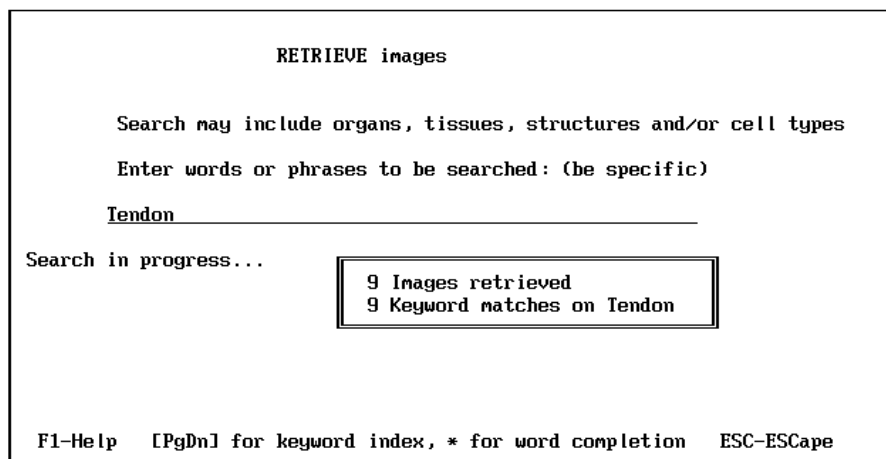 RETRIEVE images
Search may include organs, tissues, structures and/or cell types
Enter words or phrases to be searched: (be specific)
Tendon
Search in progress...
9 Images retrieved
9 Keyword matches on Tendon
F1-Help [PgDn] for keyword index, * for word completion ESC-ESCape